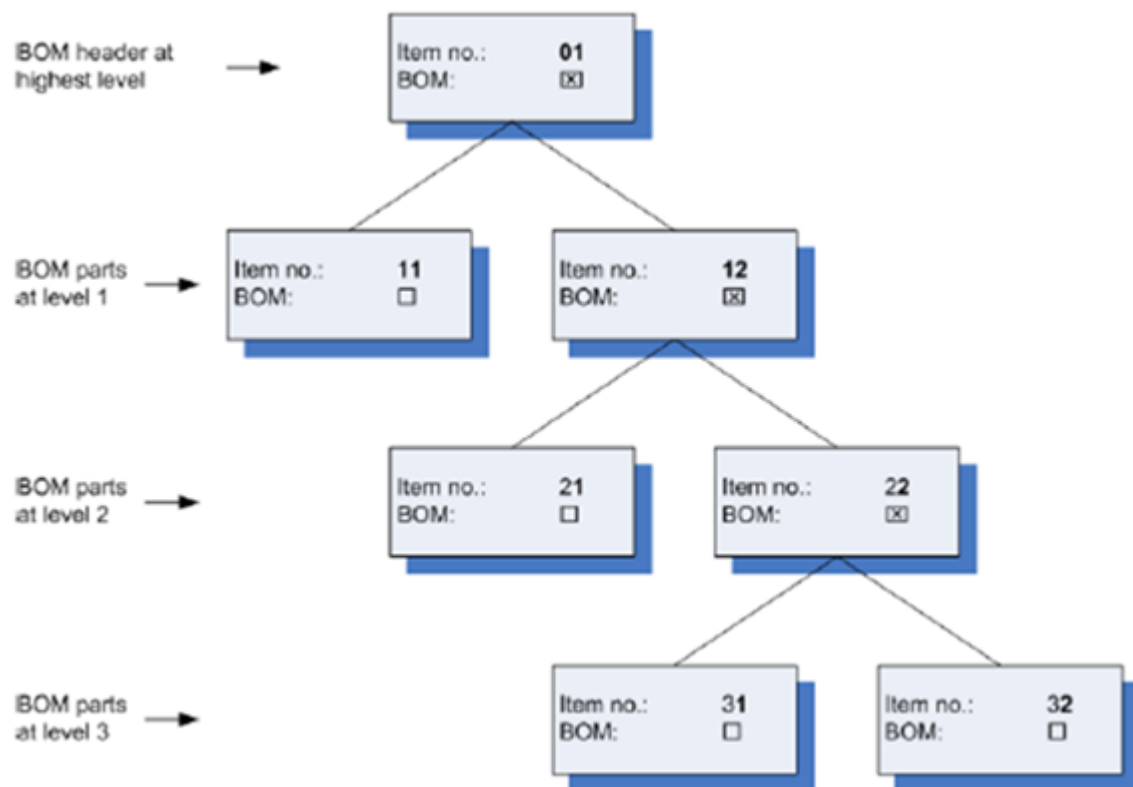 BOM header at
highest level
Item no.: 01
BOM: ☒
BOM parts
at level 1
Item no.: 11
BOM: ☐
Item no.: 12
BOM: ☒
BOM parts
at level 2
Item no.: 21
BOM: ☐
Item no.: 22
BOM: ☒
BOM parts
at level 3
Item no.: 31
BOM: ☐
Item no.: 32
BOM: ☐